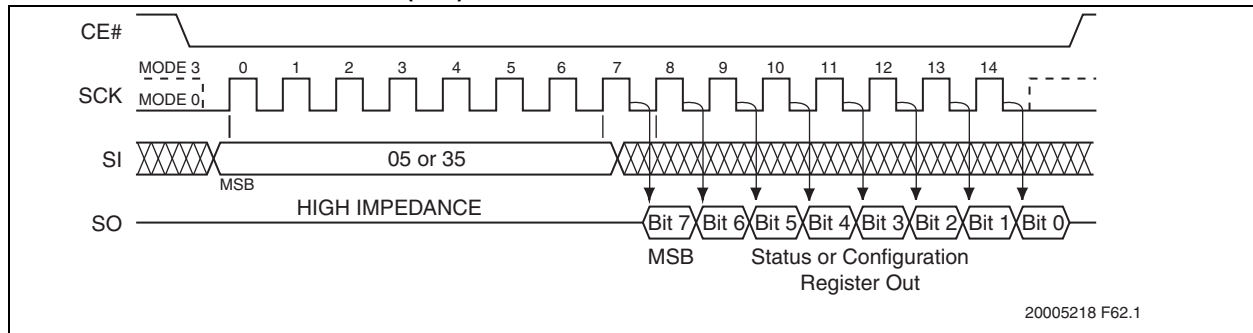 CE#
MODE 3 0 1 2 3 4 5 6 7 8 9 10 11 12 13 14
SCK
MODE 0
SI 05 or 35
MSB
HIGH IMPEDANCE
SO Bit 7 Bit 6 Bit 5 Bit 4 Bit 3 Bit 2 Bit 1 Bit 0
MSB Status or Configuration
Register Out
20005218 F62.1